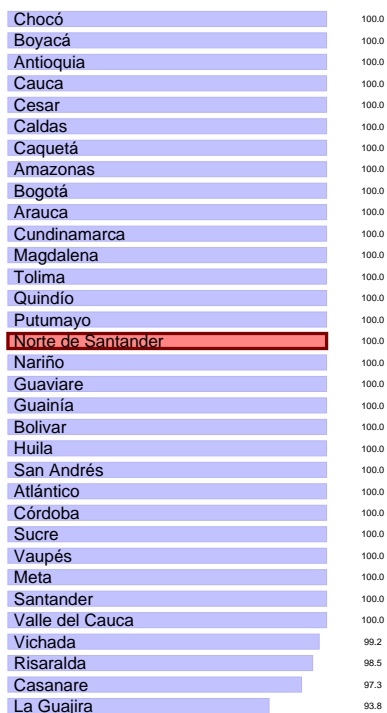 Chocó 100.0
Boyacá 100.0
Antioquia 100.0
Cauca 100.0
Cesar 100.0
Caldas 100.0
Caquetá 100.0
Amazonas 100.0
Bogotá 100.0
Arauca 100.0
Cundinamarca 100.0
Magdalena 100.0
Tolima 100.0
Quindío 100.0
Putumayo 100.0
Norte de Santander 100.0
Nariño 100.0
Guaviare 100.0
Guainía 100.0
Bolivar 100.0
Huila 100.0
San Andrés 100.0
Atlántico 100.0
Córdoba 100.0
Sucre 100.0
Vaupés 100.0
Meta 100.0
Santander 100.0
Valle del Cauca 100.0
Vichada 99.2
Risaralda 98.5
Casanare 97.3
La Guajira 93.8